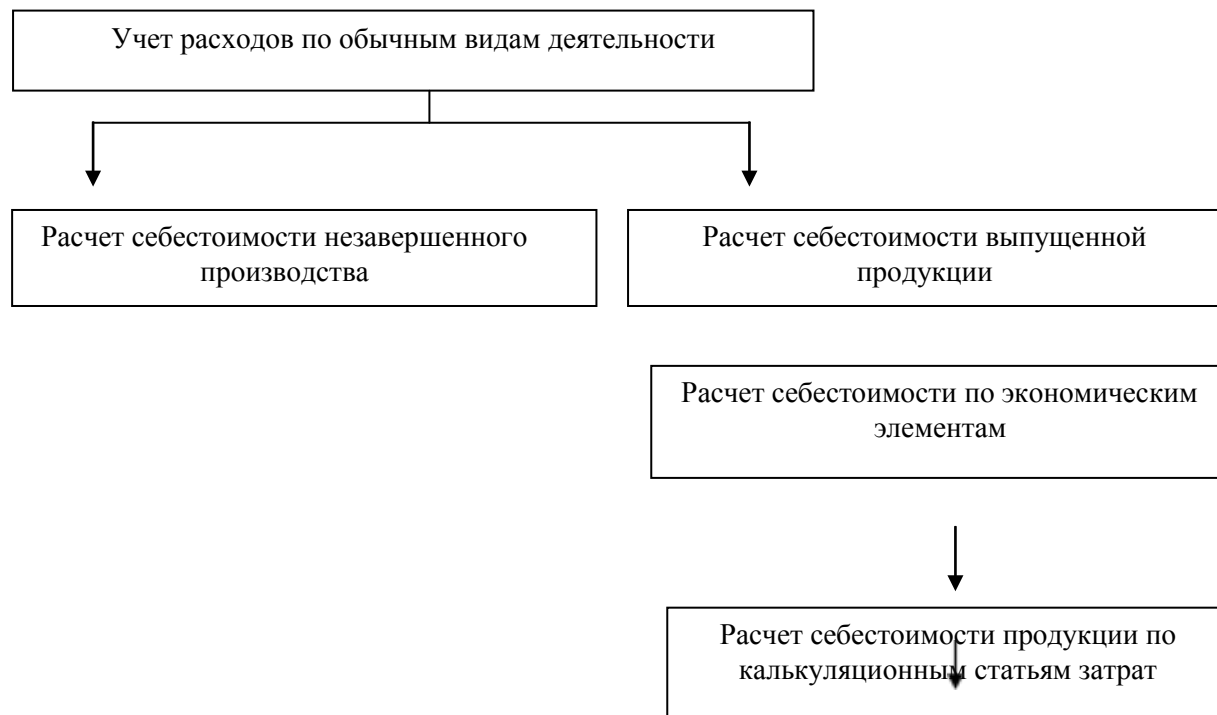 Учет расходов по обычным видам деятельности
Расчет себестоимости незавершенного
производства
Расчет себестоимости выпущенной
продукции
Расчет себестоимости по экономическим
элементам
Расчет себестоимости продукции по
калькуляционным статьям затрат